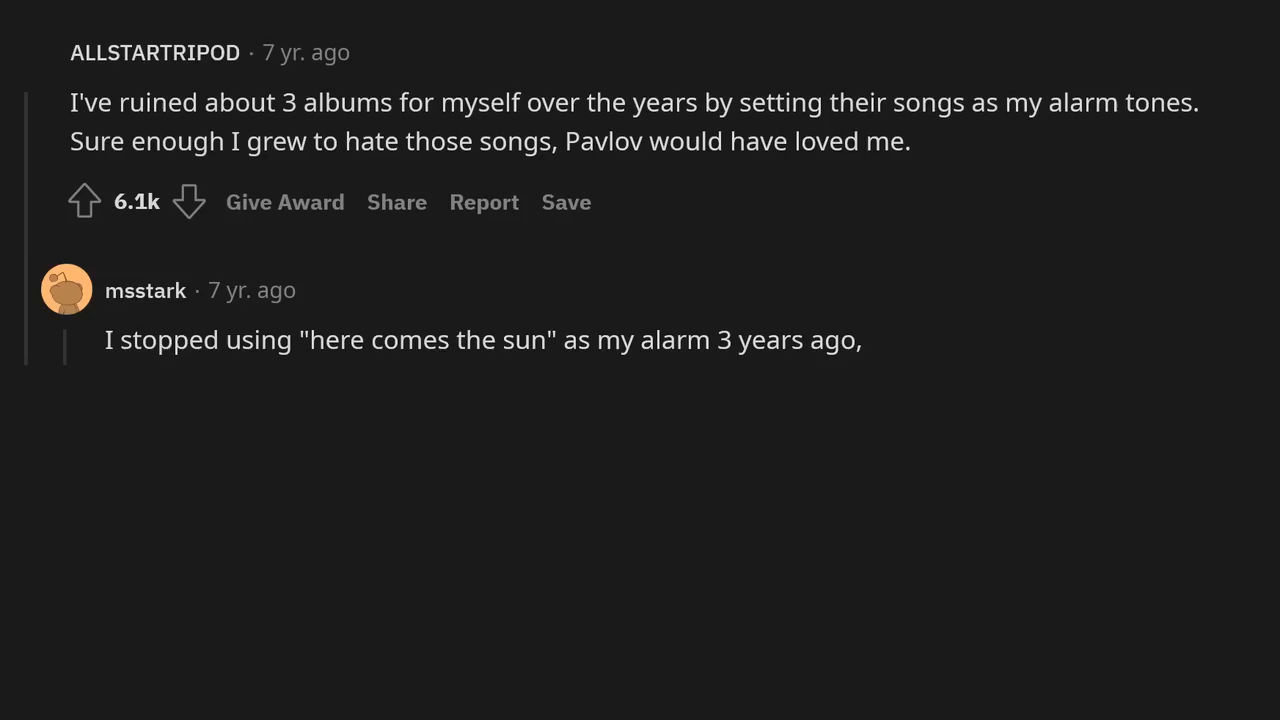 ALLSTARTRIPOD · 7 yr. ago
I've ruined about 3 albums for myself over the years by setting their songs as my alarm tones.
Sure enough I grew to hate those songs, Pavlov would have loved me.
6.1k Give Award Share Report Save
msstark · 7 yr. ago
I stopped using "here comes the sun" as my alarm 3 years ago,